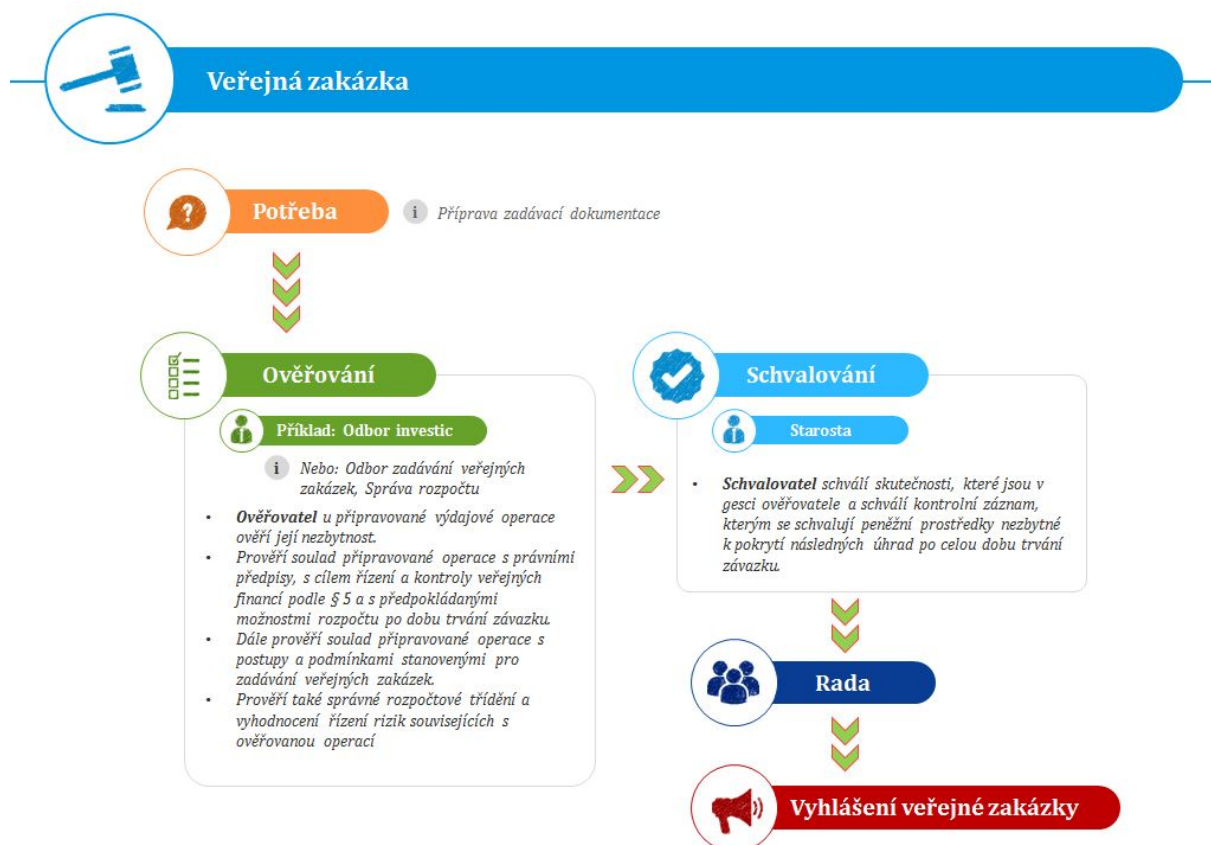 Veřejná zakázka
Potřeba
i Příprava zadávací dokumentace
Ověřování
Příklad: Odbor investic
i Nebo: Odbor zadávání veřejných
zakázek, Správa rozpočtu
• Ověřovatel u připravované výdajové operace
ověří její nezbytnost.
• Prověří soulad připravované operace s právními
předpisy, s cílem řízení a kontroly veřejných
financí podle § 5 a s předpokládanými
možnostmi rozpočtu po dobu trvání závazku.
• Dále prověří soulad připravované operace s
postupy a podmínkami stanovenými pro
zadávání veřejných zakázek.
• Prověří také správné rozpočtové třídění a
vyhodnocení řízení rizik souvisejících s
ověřovanou operací
Schvalování
Starosta
• Schvalovatel schválí skutečnosti, které jsou v
gesci ověřovatele a schválí kontrolní záznam,
kterým se schvalují peněžní prostředky nezbytné
k pokrytí následných úhrad po celou dobu trvání
závazku.
Rada
Vyhlášení veřejné zakázky